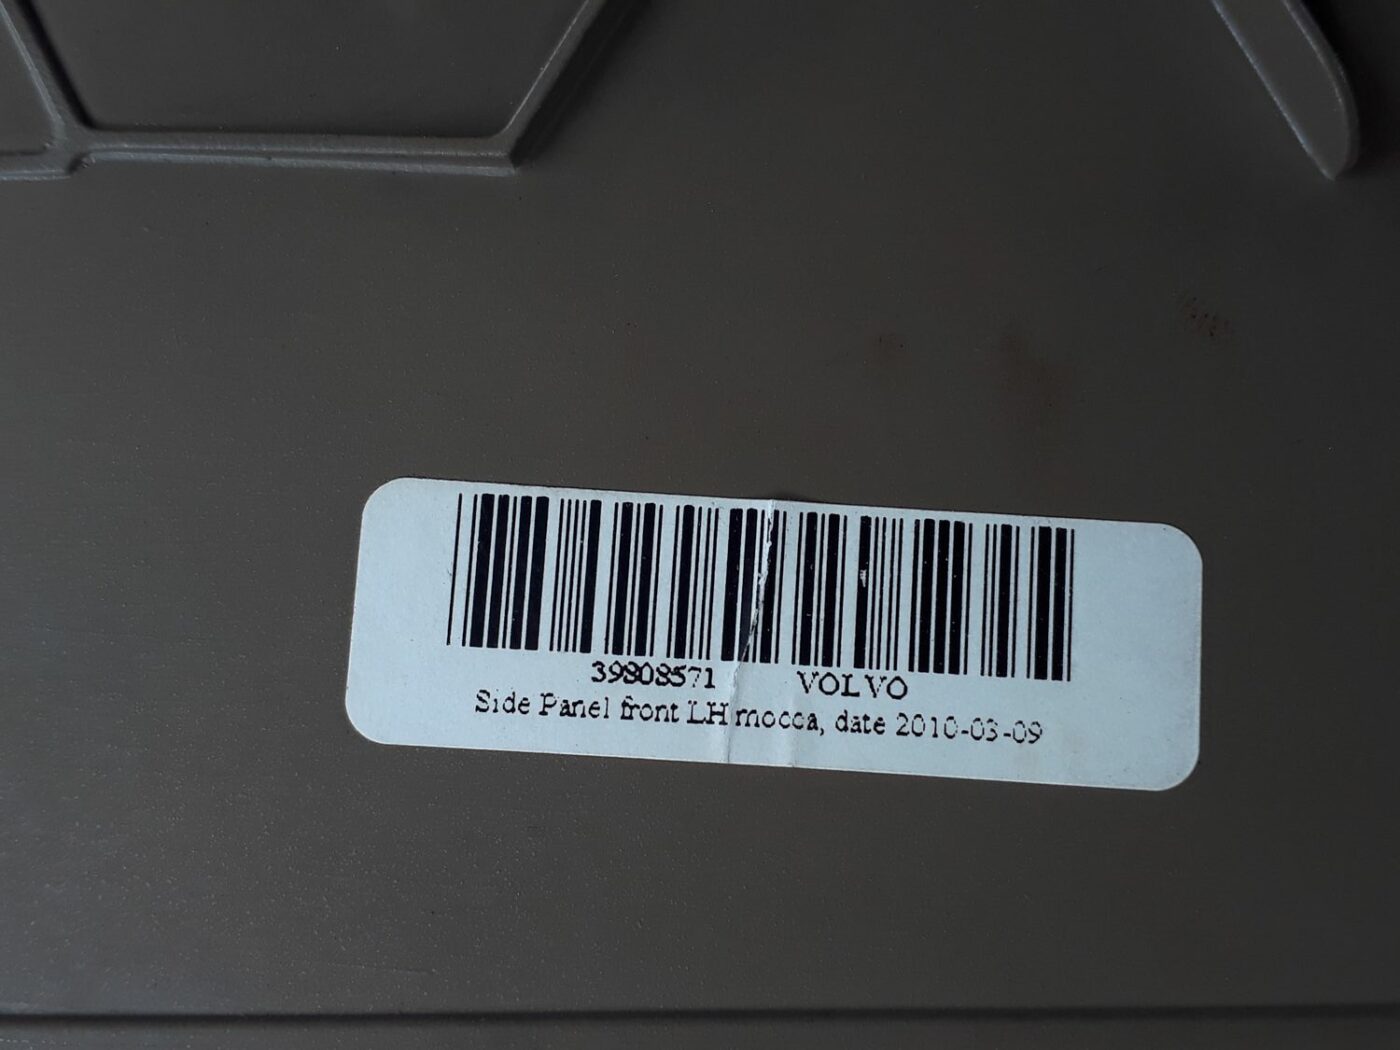 39808571 VOLVO
Side Panel front LH mocca, date 2010-03-09